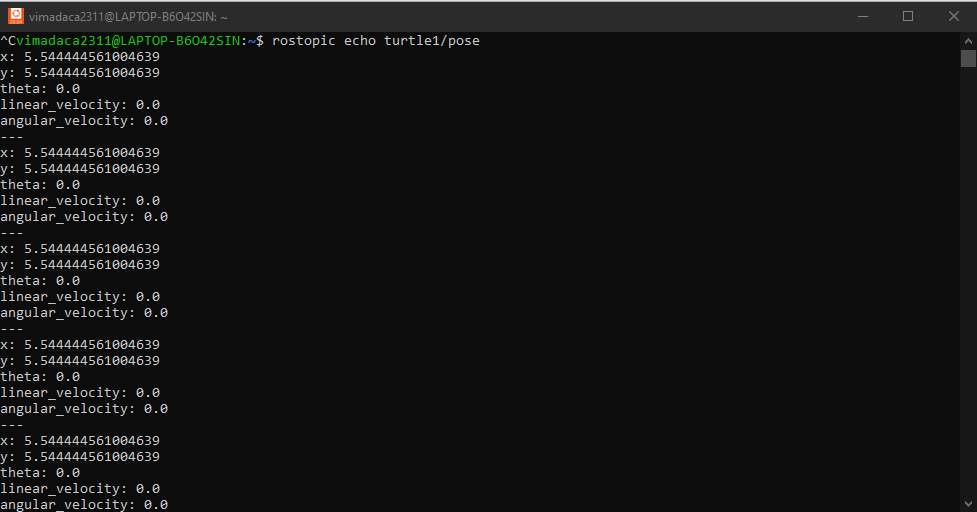 vimadaca2311@LAPTOP-B6O42SIN: ~
^Cvimadaca2311@LAPTOP-B6O42SIN:~$ rostopic echo turtle1/pose
x: 5.544444561004639
y: 5.544444561004639
theta: 0.0
linear_velocity: 0.0
angular_velocity: 0.0
---
x: 5.544444561004639
y: 5.544444561004639
theta: 0.0
linear_velocity: 0.0
angular_velocity: 0.0
---
x: 5.544444561004639
y: 5.544444561004639
theta: 0.0
linear_velocity: 0.0
angular_velocity: 0.0
---
x: 5.544444561004639
y: 5.544444561004639
theta: 0.0
linear_velocity: 0.0
angular_velocity: 0.0
---
x: 5.544444561004639
y: 5.544444561004639
theta: 0.0
linear_velocity: 0.0
angular_velocity: 0.0